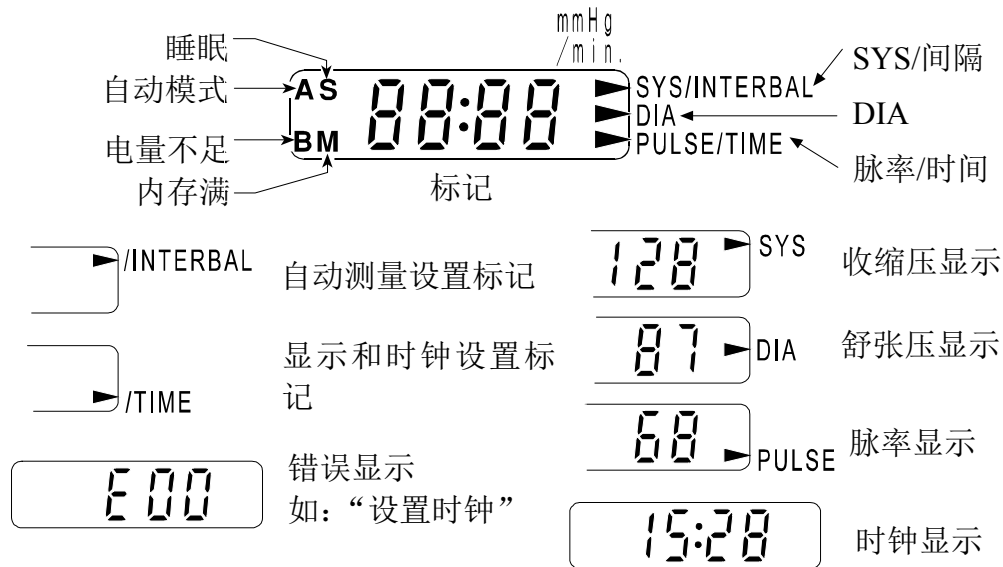 mmHg
/min.
睡眠
自动模式
电量不足
内存满
AS
BM
88:88
SYS/INTERBAL
DIA
PULSE/TIME
SYS/间隔
DIA
脉率/时间
标记
/INTERBAL
自动测量设置标记
128
SYS
收缩压显示
/TIME
显示和时钟设置标
记
87
DIA
舒张压显示
68
PULSE
脉率显示
E00
错误显示
如：“设置时钟”
15:28
时钟显示